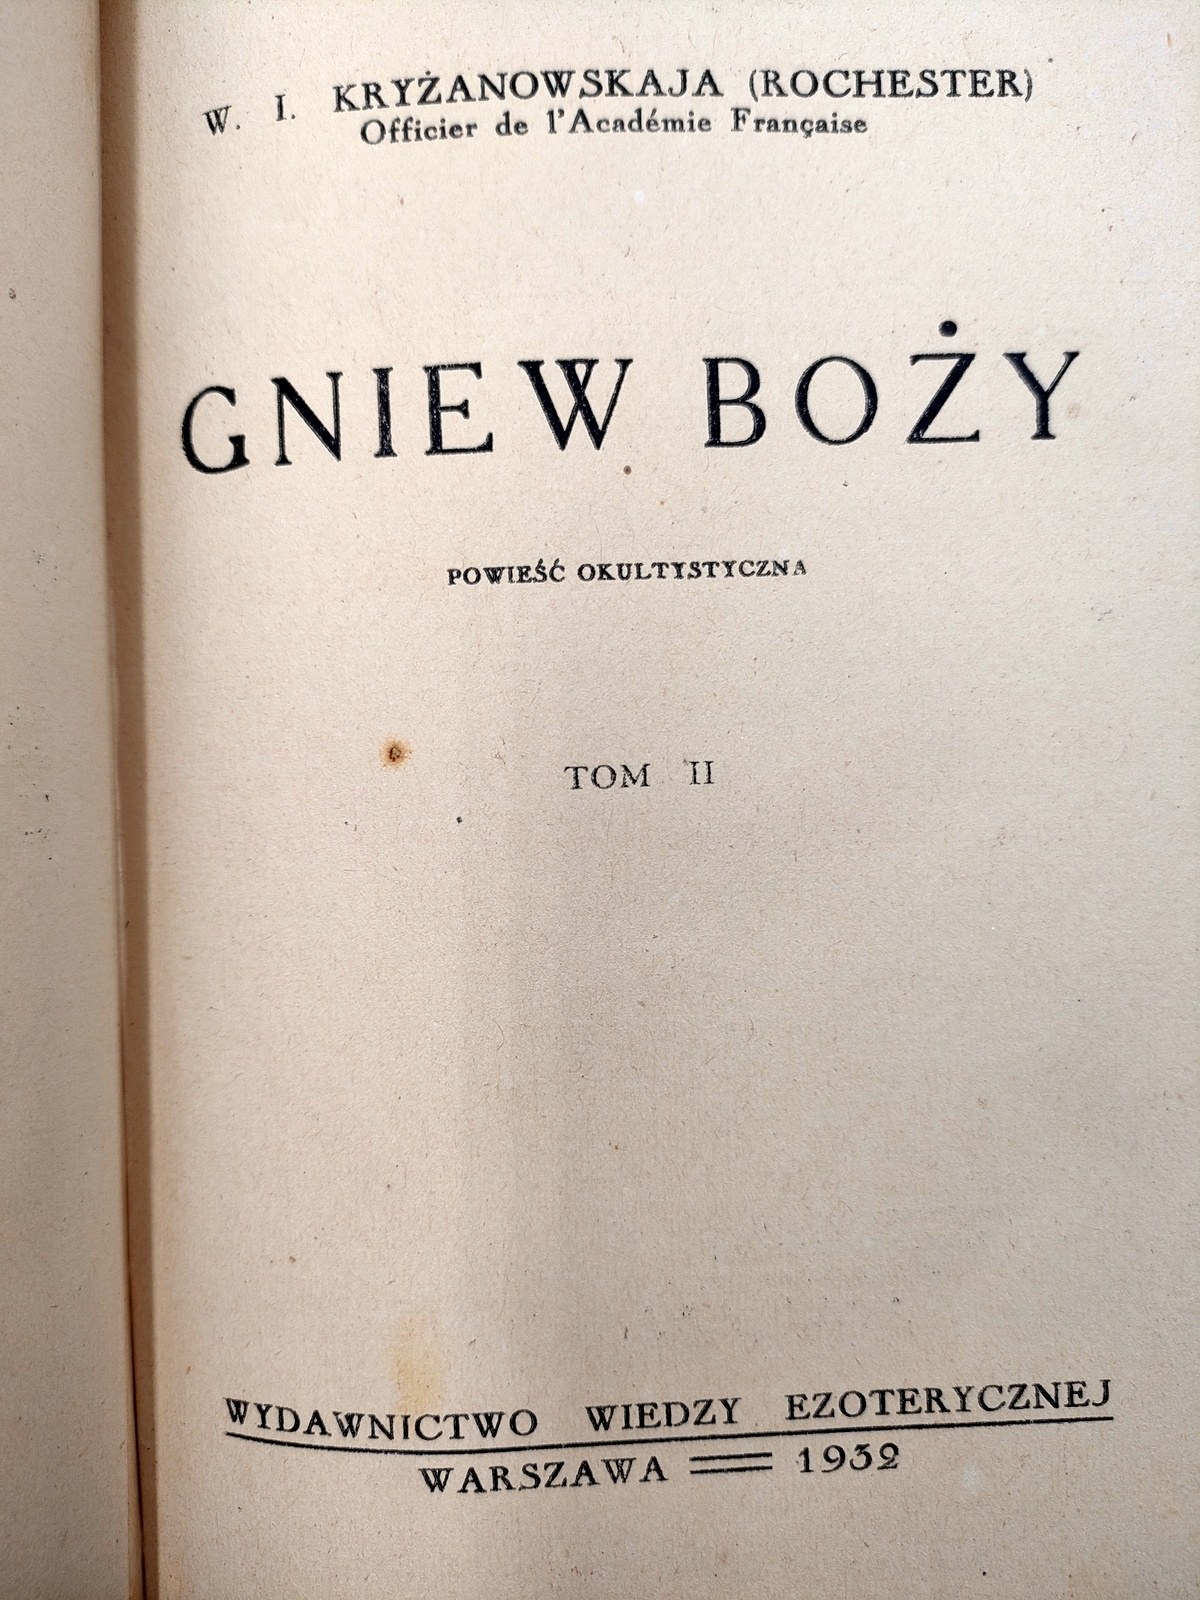 W. I. KRYŻANOWSKAJA (ROCHESTER)
Officier de l'Académie Française
GNIEW BOŻY
POWIEŚĆ OKULTYSTYCZNA
TOM II
WYDAWNICTWO WIEDZY EZOTERYCZNEJ
WARSZAWA = 1932